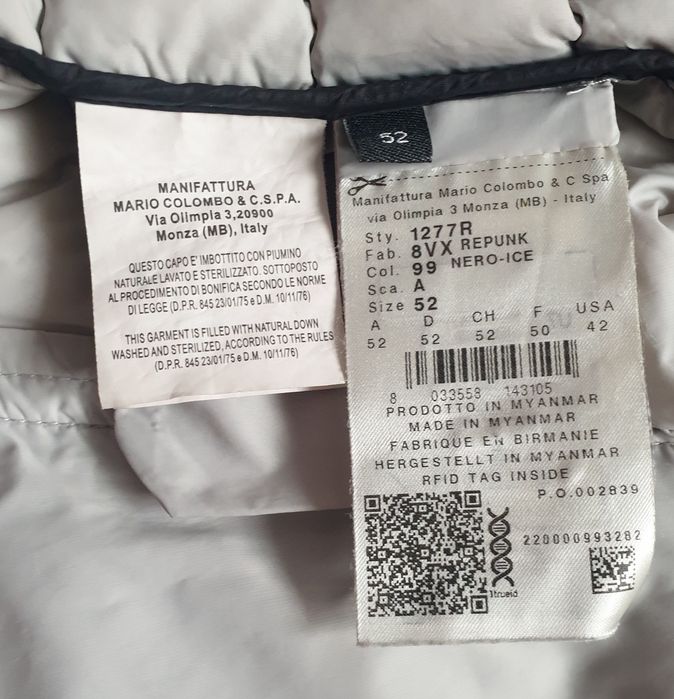 52
MANIFATTURA
MARIO COLOMBO & C.S.P.A.
Via Olimpia 3,20900
Monza (MB), Italy
QUESTO CAPO E' IMBOTTITO CON PIUMINO
NATURALE LAVATO E STERILIZZATO. SOTTOPOSTO
AL PROCEDIMENTO DI BONIFICA SECONDO LE NORME
DI LEGGE (D.P.R. 845 23/01/75 e D.M. 10/11/76)
THIS GARMENT IS FILLED WITH NATURAL DOWN
WASHED AND STERILIZED, ACCORDING TO THE RULES
(D.P.R. 845 23/01/75 e D.M. 10/11/76)
Manifattura Mario Colombo & C Spa
via Olimpia 3 Monza (MB) - Italy
Sty. 1277R
Fab. 8VX REPUNK
Col. 99 NERO-ICE
Sca. A
Size 52
A D CH F USA
52 52 52 50 42
8 033558 143105
PRODOTTO IN MYANMAR
MADE IN MYANMAR
FABRIQUE EN BIRMANIE
HERGESTELLT IN MYANMAR
RFID TAG INSIDE
P.O.002839
220000993282
1trueid